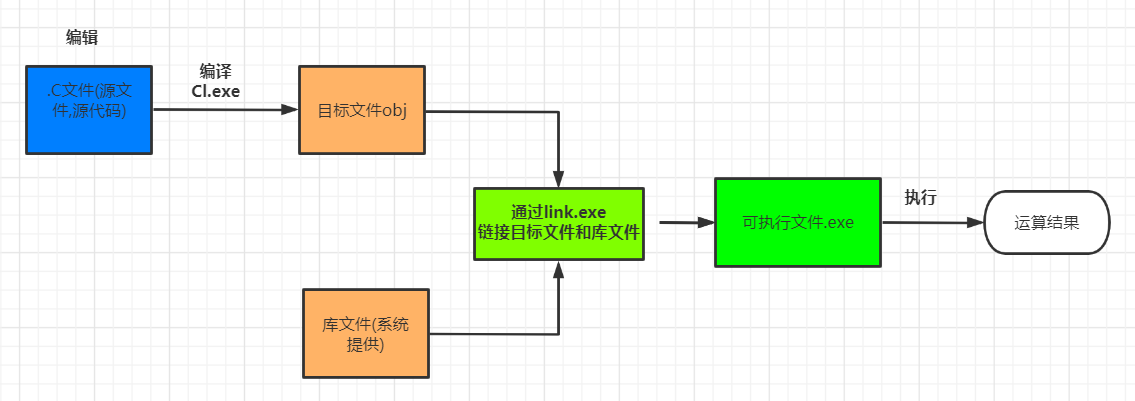 编辑
.C文件(源文
件,源代码)
编译
Cl.exe
目标文件obj
通过link.exe
链接目标文件和库文件
可执行文件.exe
执行
运算结果
库文件(系统
提供)